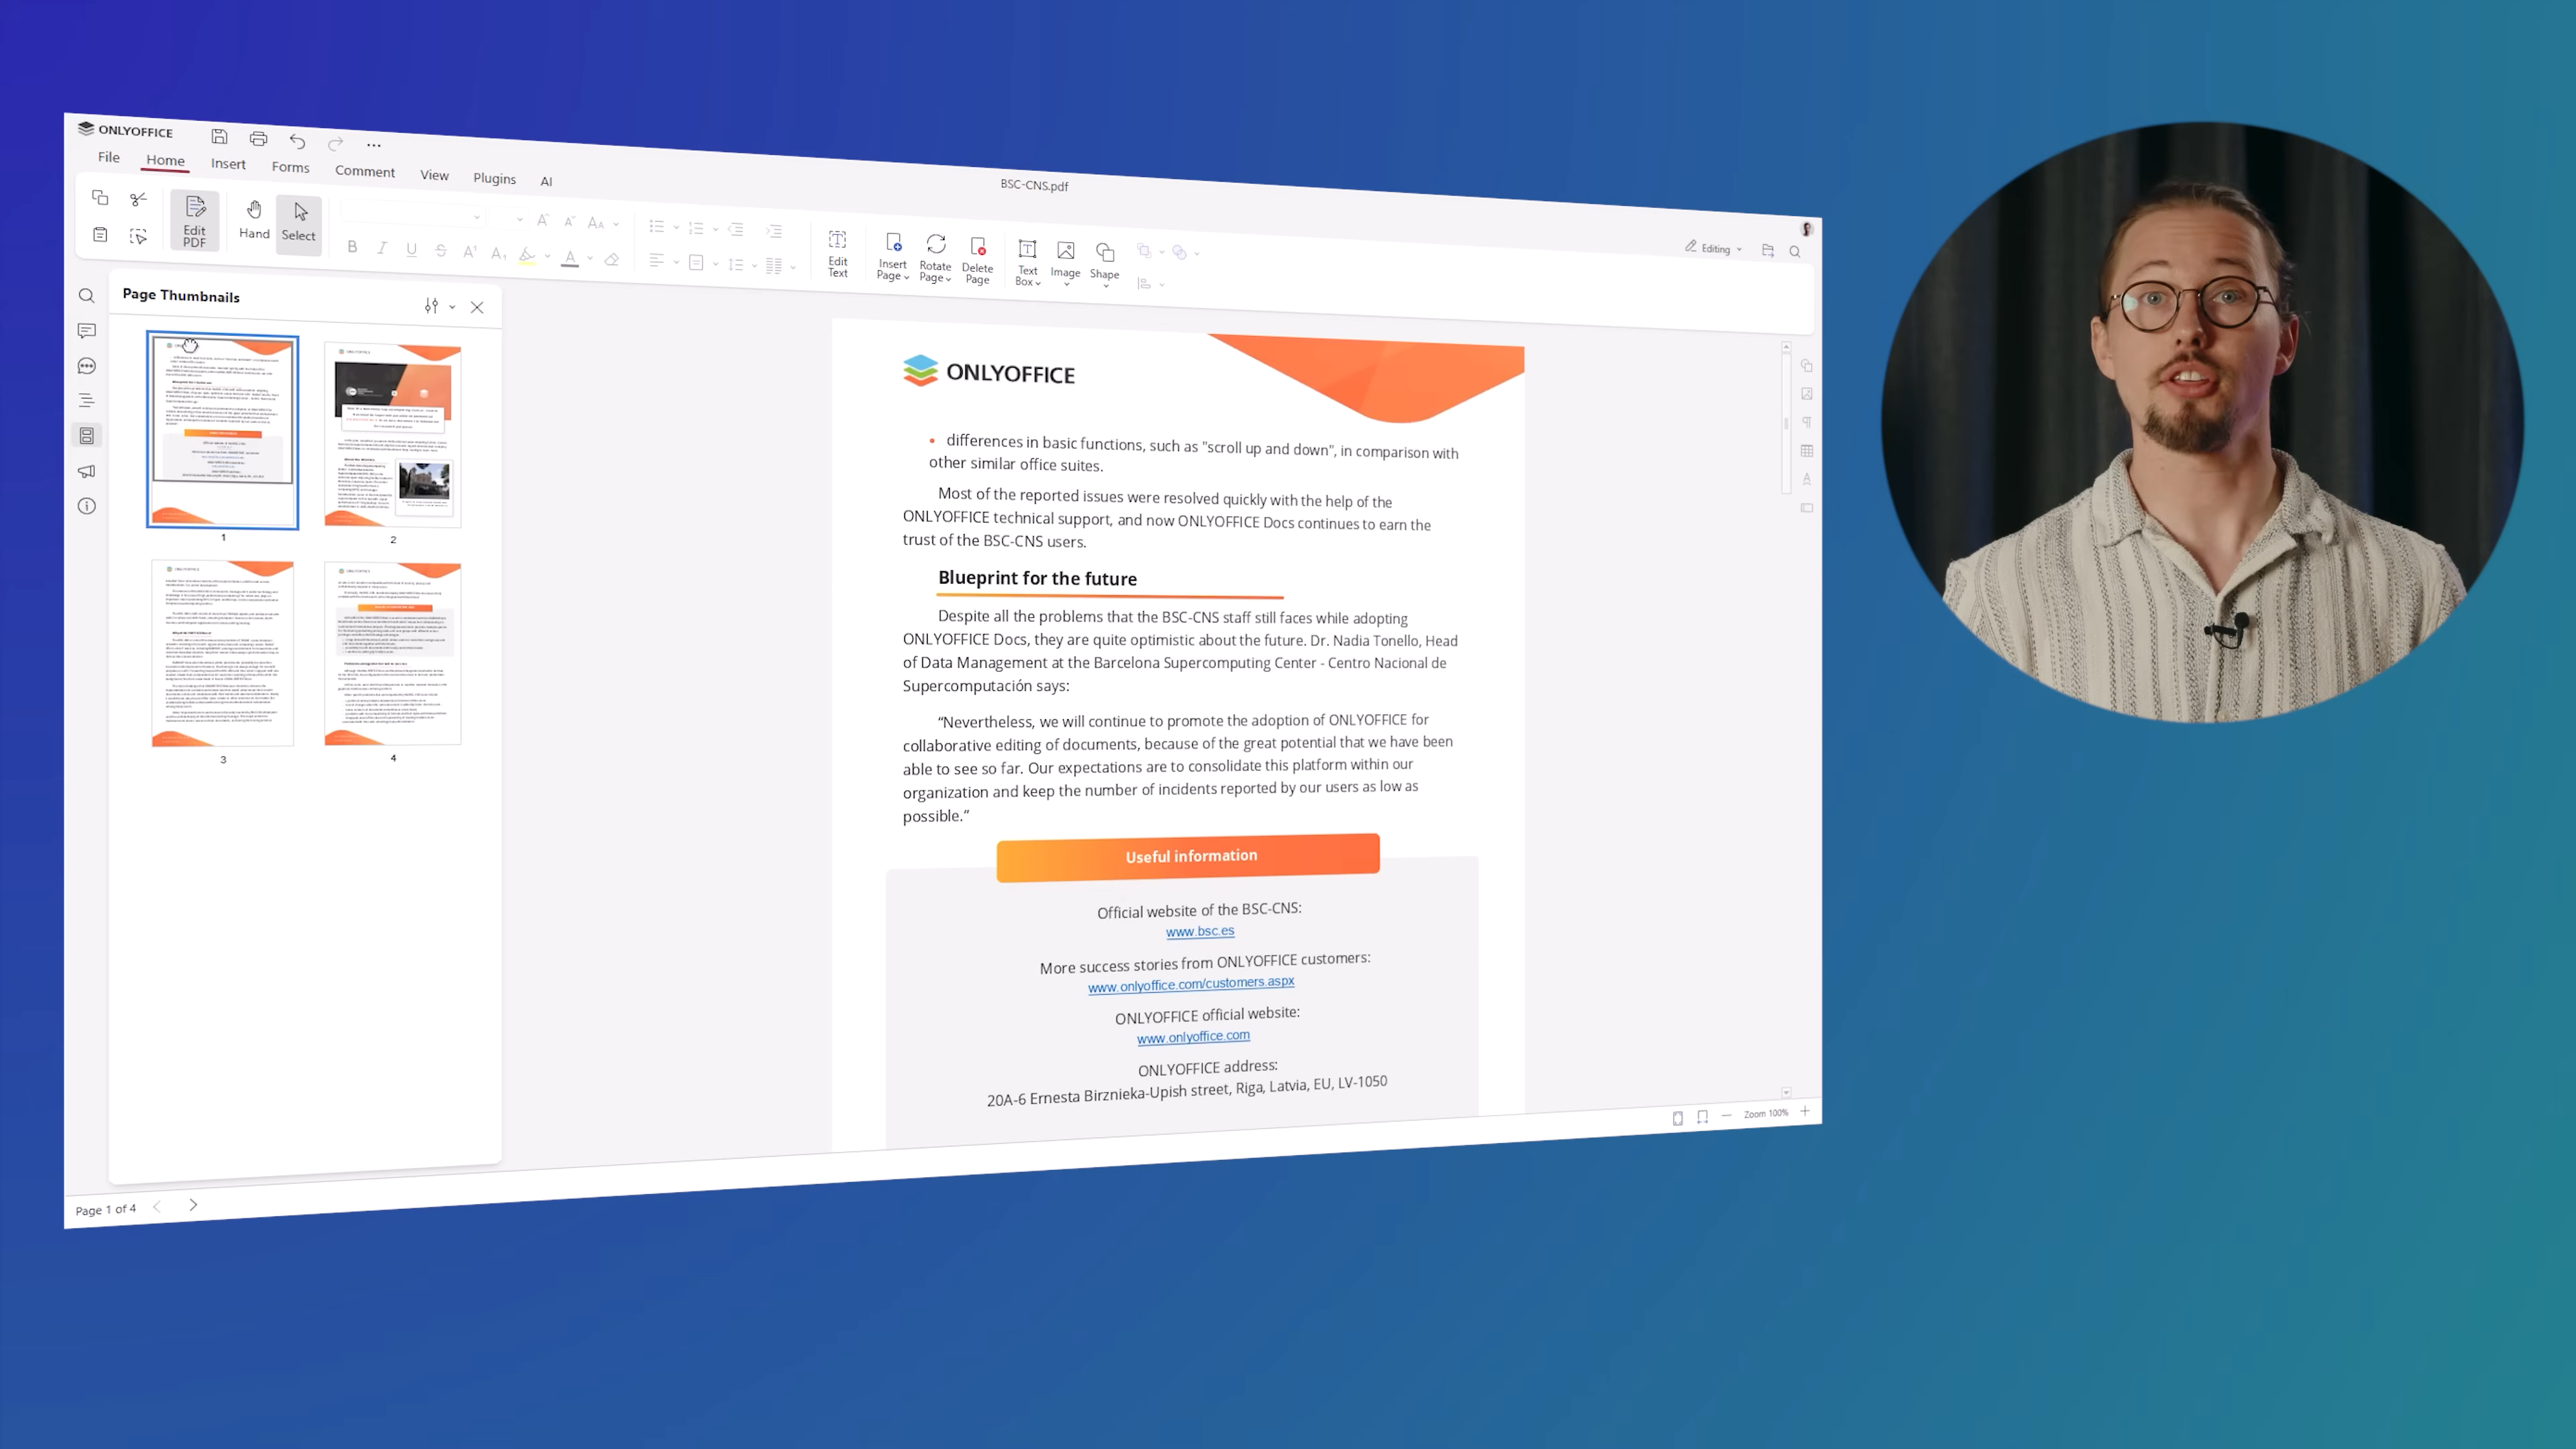 ONLYOFFICE
File Home Insert Forms Comment View Plugins AI
BSC-CNS.pdf
Edit PDF
Hand
Select
Edit Text
Insert Page
Rotate Page
Delete Page
Text Box
Image
Shape
Editing
Page Thumbnails
1
2
3
4
ONLYOFFICE
• differences in basic functions, such as "scroll up and down", in comparison with
other similar office suites.
Most of the reported issues were resolved quickly with the help of the
ONLYOFFICE technical support, and now ONLYOFFICE Docs continues to earn the
trust of the BSC-CNS users.
Blueprint for the future
Despite all the problems that the BSC-CNS staff still faces while adopting
ONLYOFFICE Docs, they are quite optimistic about the future. Dr. Nadia Tonello, Head
of Data Management at the Barcelona Supercomputing Center - Centro Nacional de
Supercomputación says:
“Nevertheless, we will continue to promote the adoption of ONLYOFFICE for
collaborative editing of documents, because of the great potential that we have been
able to see so far. Our expectations are to consolidate this platform within our
organization and keep the number of incidents reported by our users as low as
possible.“
Useful information
Official website of the BSC-CNS:
www.bsc.es
More success stories from ONLYOFFICE customers:
www.onlyoffice.com/customers.aspx
ONLYOFFICE official website:
www.onlyoffice.com
ONLYOFFICE address:
20A-6 Ernesta Birznieka-Upish street, Riga, Latvia, EU, LV-1050
Page 1 of 4
Zoom 100%